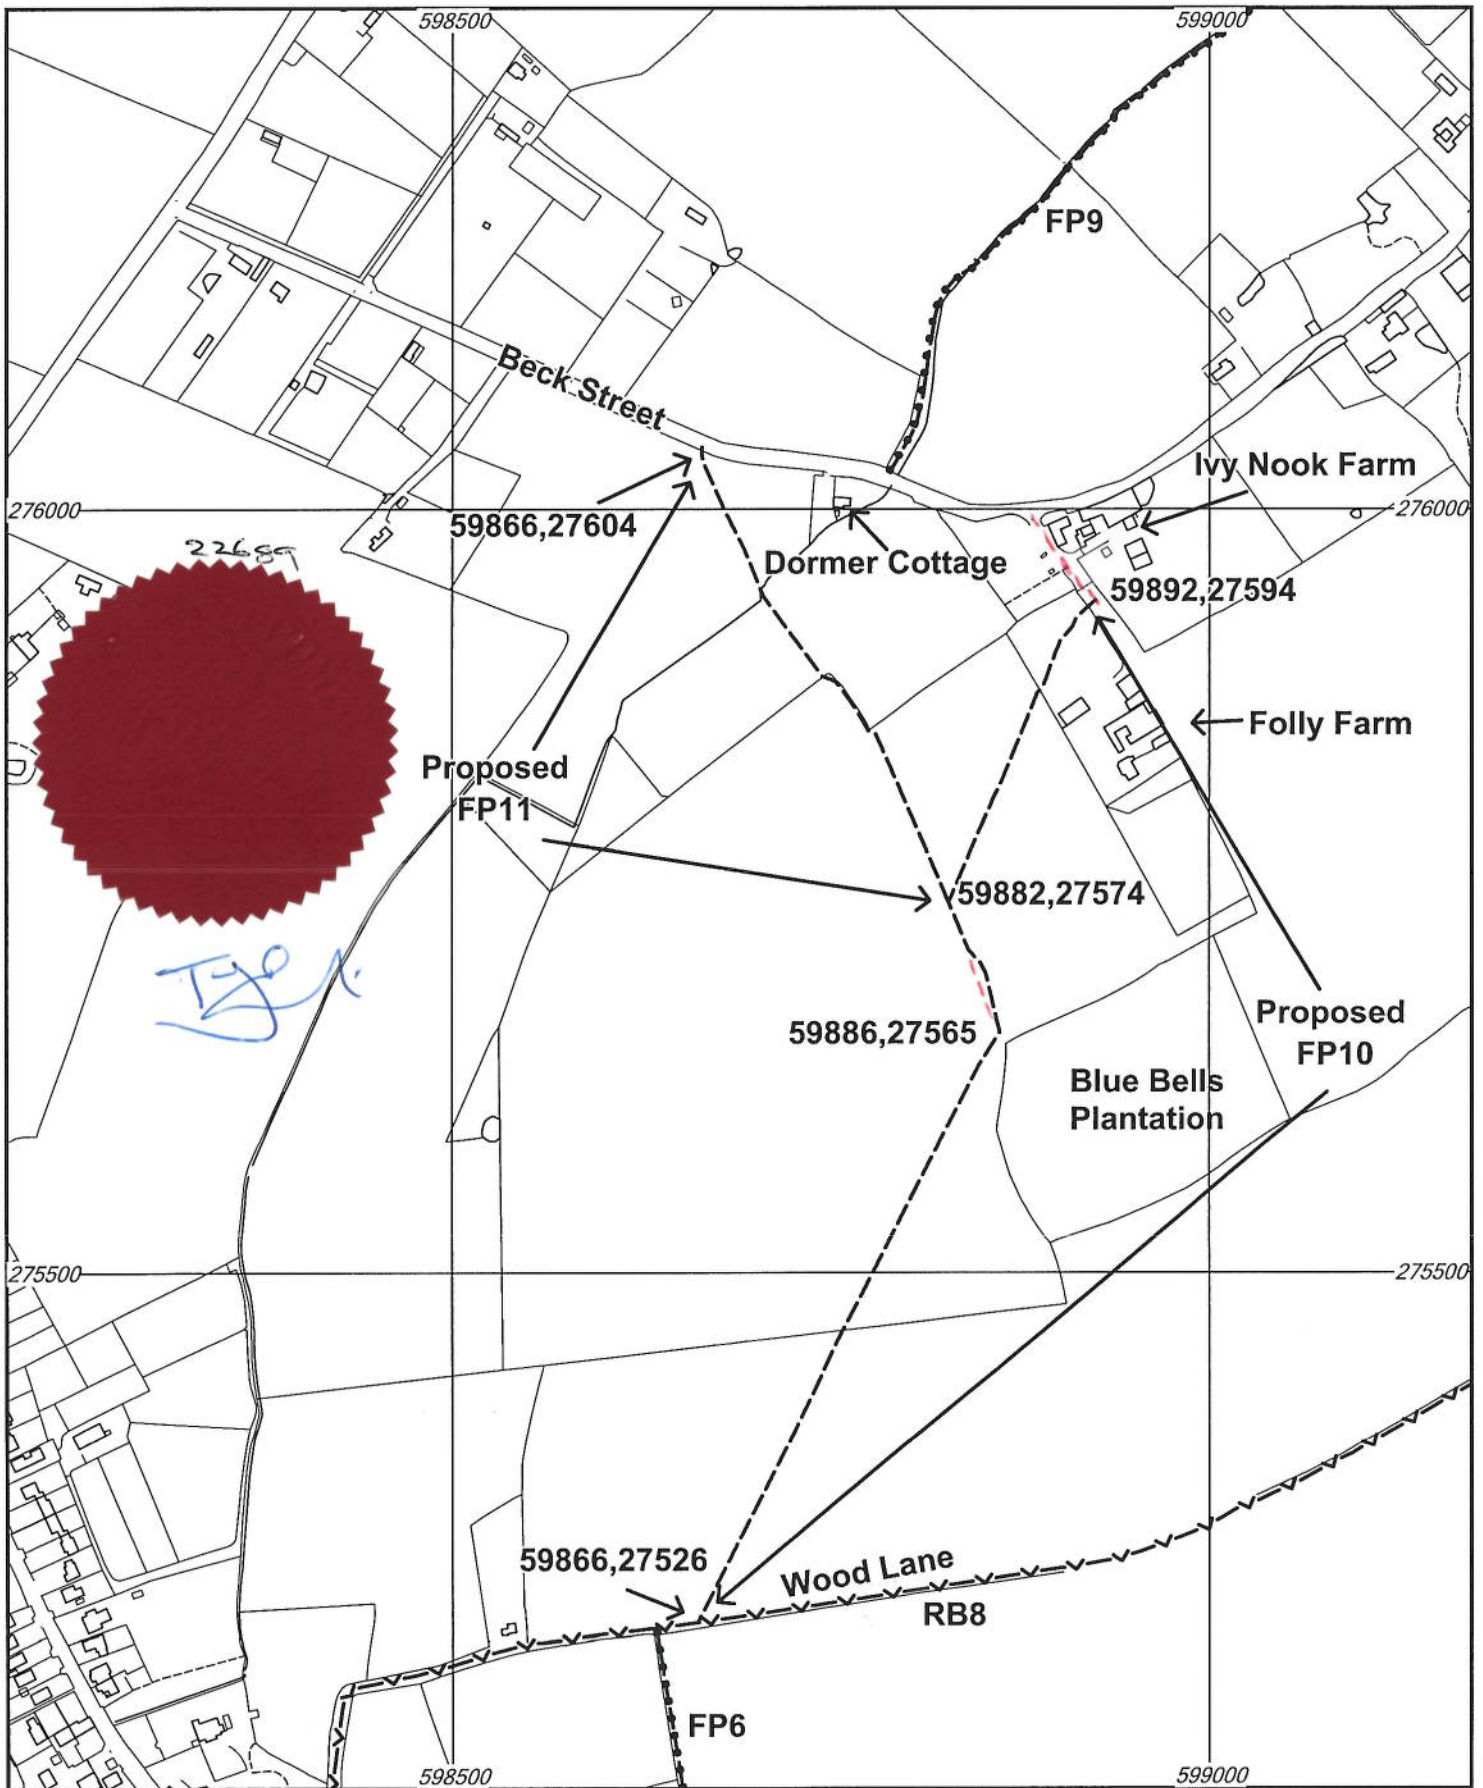 598500
599000
FP9
Beck Street
Ivy Nook Farm
276000
59866,27604
276000
22689
Dormer Cottage
59892,27594
Folly Farm
Proposed
FP11
59882,27574
Proposed
FP10
59886,27565
Blue Bells
Plantation
275500
275500
59866,27526
Wood Lane
RB8
FP6
598500
599000